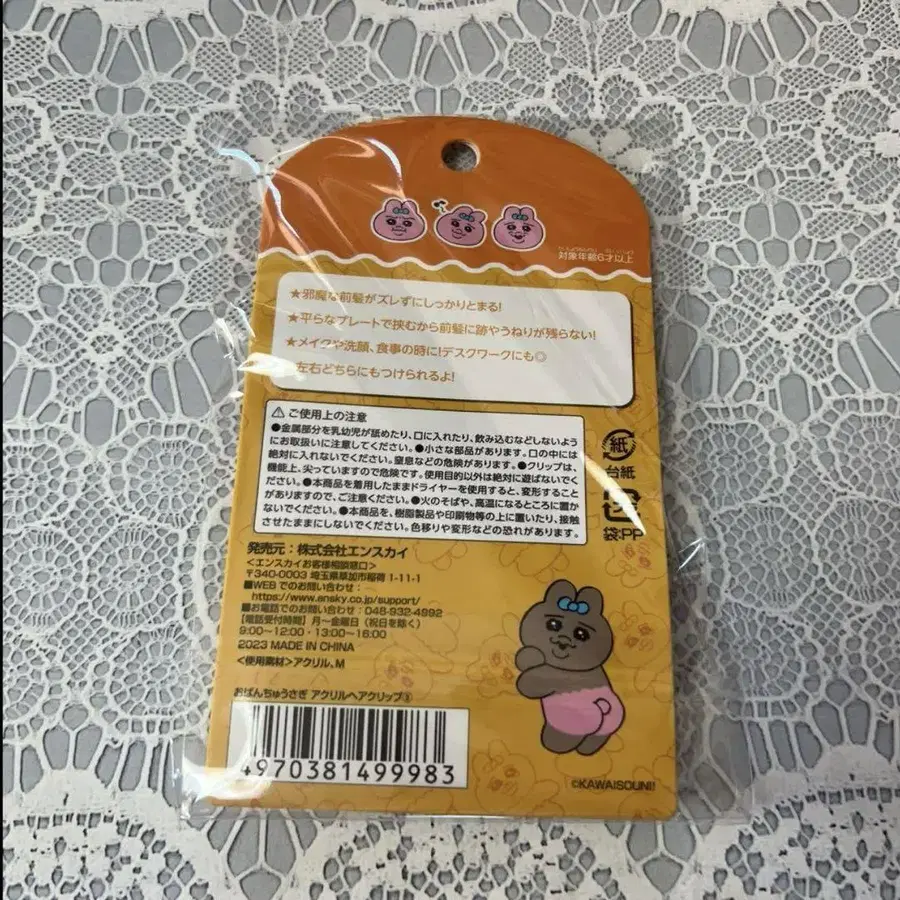 対象年齢6才以上
★邪魔な前髪がズレずにしっかりとまる!
★平らなプレートで挟むから前髪に跡やうねりが残らない!
★メイクや洗顔、食事の時に!デスクワークにも◎
左右どちらにもつけられるよ!
⚠ご使用上の注意
●金属部分を乳幼児が舐めたり、口に入れたり、飲み込むなどしないよう
にお取扱いに注意してください。●小さな部品があります。口の中には
絶対に入れないでください。窒息などの危険があります。●クリップは、
機能上、尖っていますので危険です。使用目的以外は絶対に遊ばないでく
ださい。●本商品を着用したままドライヤーを使用すると、変形すること
がありますので、ご注意ください。●火のそばや、高温になるところに置か
ないでください。●本商品を、樹脂製品や印刷物等の上に置いたり、接触
させたままにしないでください。色移りや変形などの恐れがあります。
紙
台紙
プラ
袋:PP
発売元:株式会社エンスカイ
<エンスカイお客様相談窓口>
〒340-0003 埼玉県草加市稲荷 1-11-1
■WEBでのお問い合わせ:
https://www.ensky.co.jp/support/
■お電話でのお問い合わせ:048-932-4992
【電話受付時間】月~金曜日(祝日を除く)
9:00~12:00・13:00~16:00
2023 MADE IN CHINA
<使用素材>アクリル、M
おぱんちゅうさぎ アクリルヘアクリップ③
4970381499983
©KAWAISOUNI!